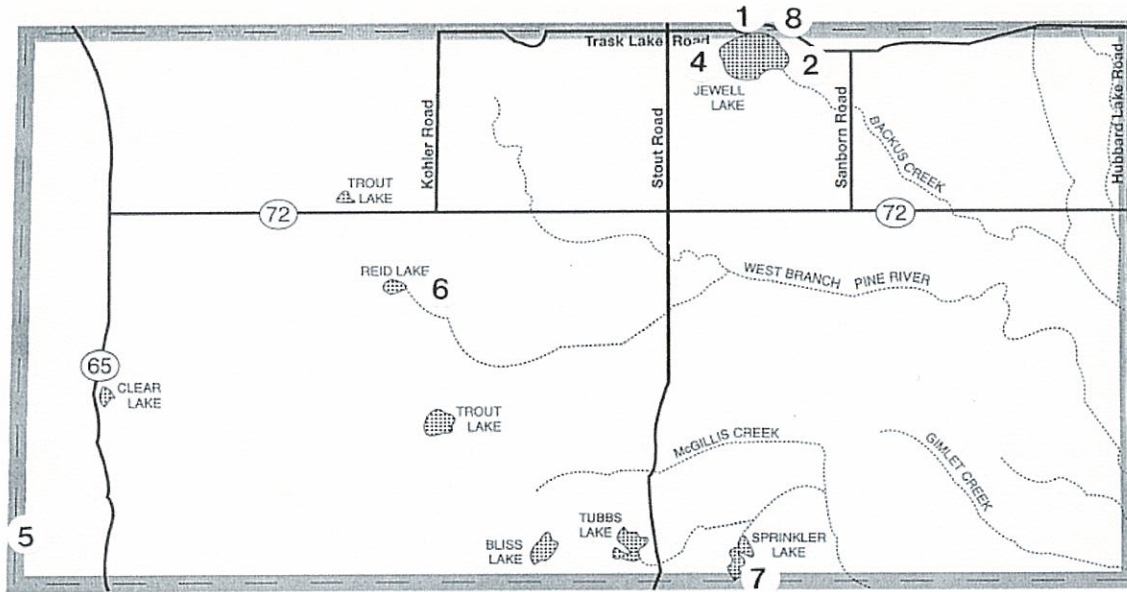 1 8
Trask Lake Road
4 2
JEWELL
LAKE
Kohler Road
Stout Road
Sanborn Road
BACKUS CREEK
Hubbard Lake Road
TROUT
LAKE
72
72
REID LAKE
6
WEST BRANCH PINE RIVER
65
CLEAR
LAKE
TROUT
LAKE
McGILLIS CREEK
GIMLET CREEK
5
BLISS
LAKE
TUBBS
LAKE
SPRINKLER
LAKE
7